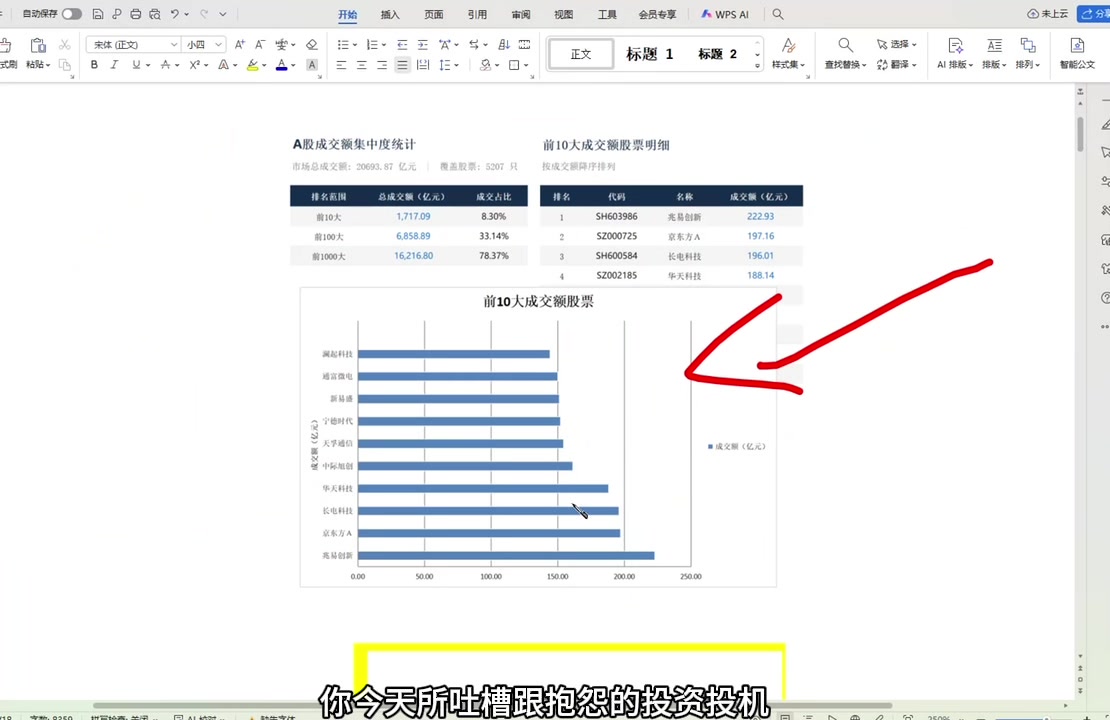 自动保存
开始 插入 页面 引用 审阅 视图 工具 会员专享 WPS AI
未上云 分享
式刷 粘贴 宋体 (正文) 小四
B I U A X² A A A
正文 标题 1 标题 2
样式集 查找替换 选择 翻译 AI 排版 排版 排列 智能公文
A股成交额集中度统计
市场总成交额: 20693.87 亿元 | 覆盖股票: 5207 只
排名范围 总成交额(亿元) 成交占比
前10大 1,717.09 8.30%
前100大 6,858.89 33.14%
前1000大 16,216.80 78.37%
前10大成交额股票明细
按成交额降序排列
排名 代码 名称 成交额(亿元)
1 SH603986 兆易创新 222.93
2 SZ000725 京东方A 197.16
3 SH600584 长电科技 196.01
4 SZ002185 华天科技 188.14
前10大成交额股票
成交额(亿元)
澜起科技
通富微电
新易盛
宁德时代
天孚通信
中际旭创
华天科技
长电科技
京东方A
兆易创新
0.00 50.00 100.00 150.00 200.00 250.00
成交额(亿元)
你今天所吐槽跟抱怨的投资投机